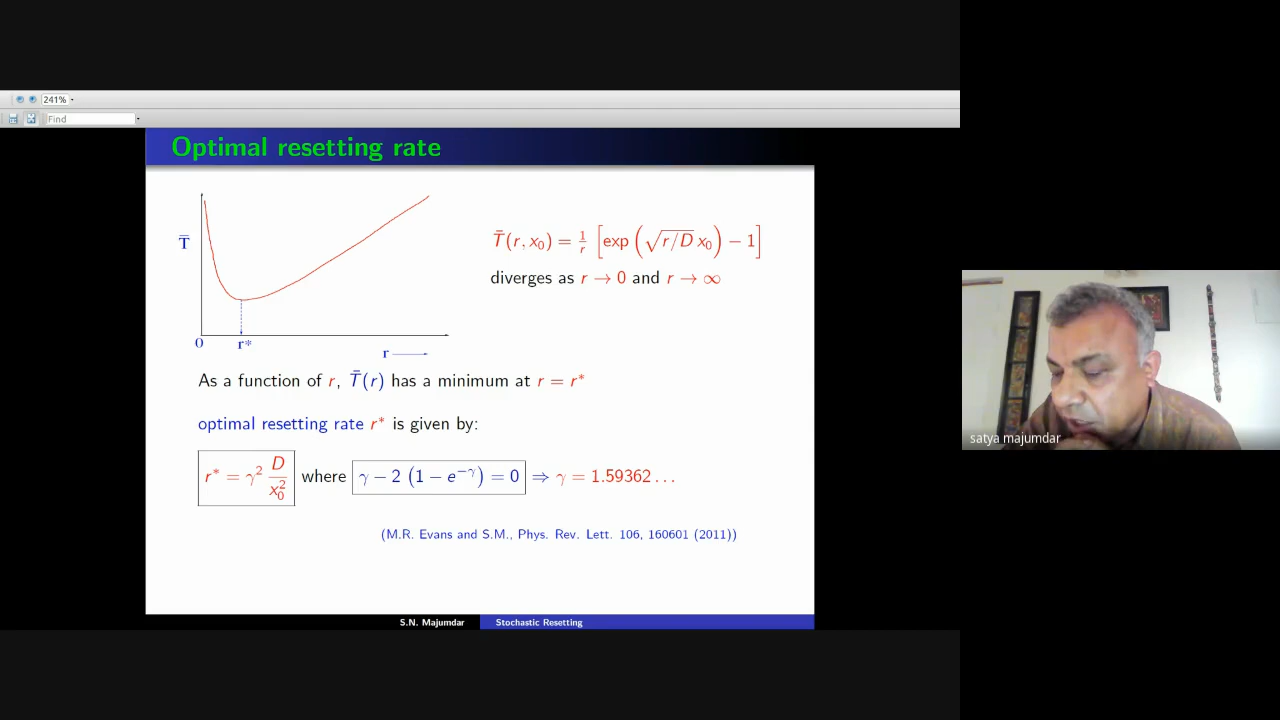 241%
Find
Optimal resetting rate
T̄
0
r*
r
T̄(r, x₀) = 1/r [exp(√(r/D) x₀) − 1]
diverges as r → 0 and r → ∞
As a function of r, T̄(r) has a minimum at r = r*
optimal resetting rate r* is given by:
r* = γ² D/x₀² where γ − 2 (1 − e^{−γ}) = 0 ⇒ γ = 1.59362...
(M.R. Evans and S.M., Phys. Rev. Lett. 106, 160601 (2011))
S.N. Majumdar Stochastic Resetting
satya majumdar